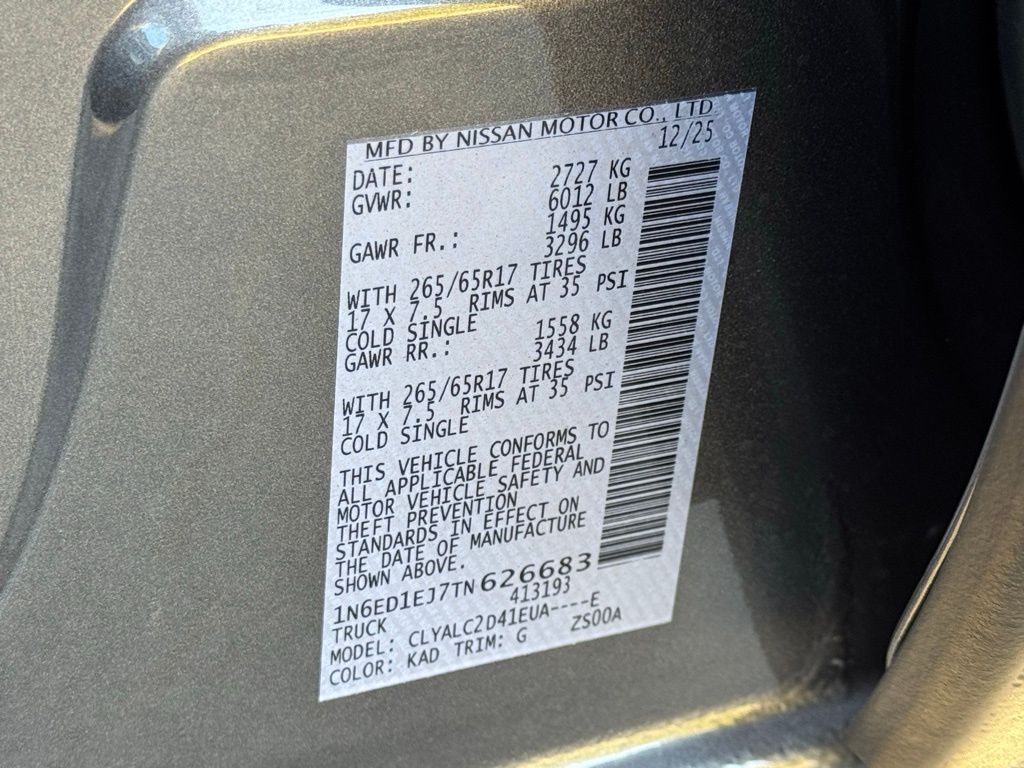 MFD BY NISSAN MOTOR CO., LTD
DATE: 12/25
GVWR: 2727 KG
6012 LB
GAWR FR.: 1495 KG
3296 LB
WITH 265/65R17 TIRES
17 X 7.5 RIMS AT 35 PSI
COLD SINGLE
GAWR RR.: 1558 KG
3434 LB
WITH 265/65R17 TIRES
17 X 7.5 RIMS AT 35 PSI
COLD SINGLE
THIS VEHICLE CONFORMS TO
ALL APPLICABLE FEDERAL
MOTOR VEHICLE SAFETY AND
THEFT PREVENTION
STANDARDS IN EFFECT ON
THE DATE OF MANUFACTURE
SHOWN ABOVE.
1N6ED1EJ7TN626683
TRUCK 413193
MODEL: CLYALC2D41EUA----E
COLOR: KAD TRIM: G ZS00A